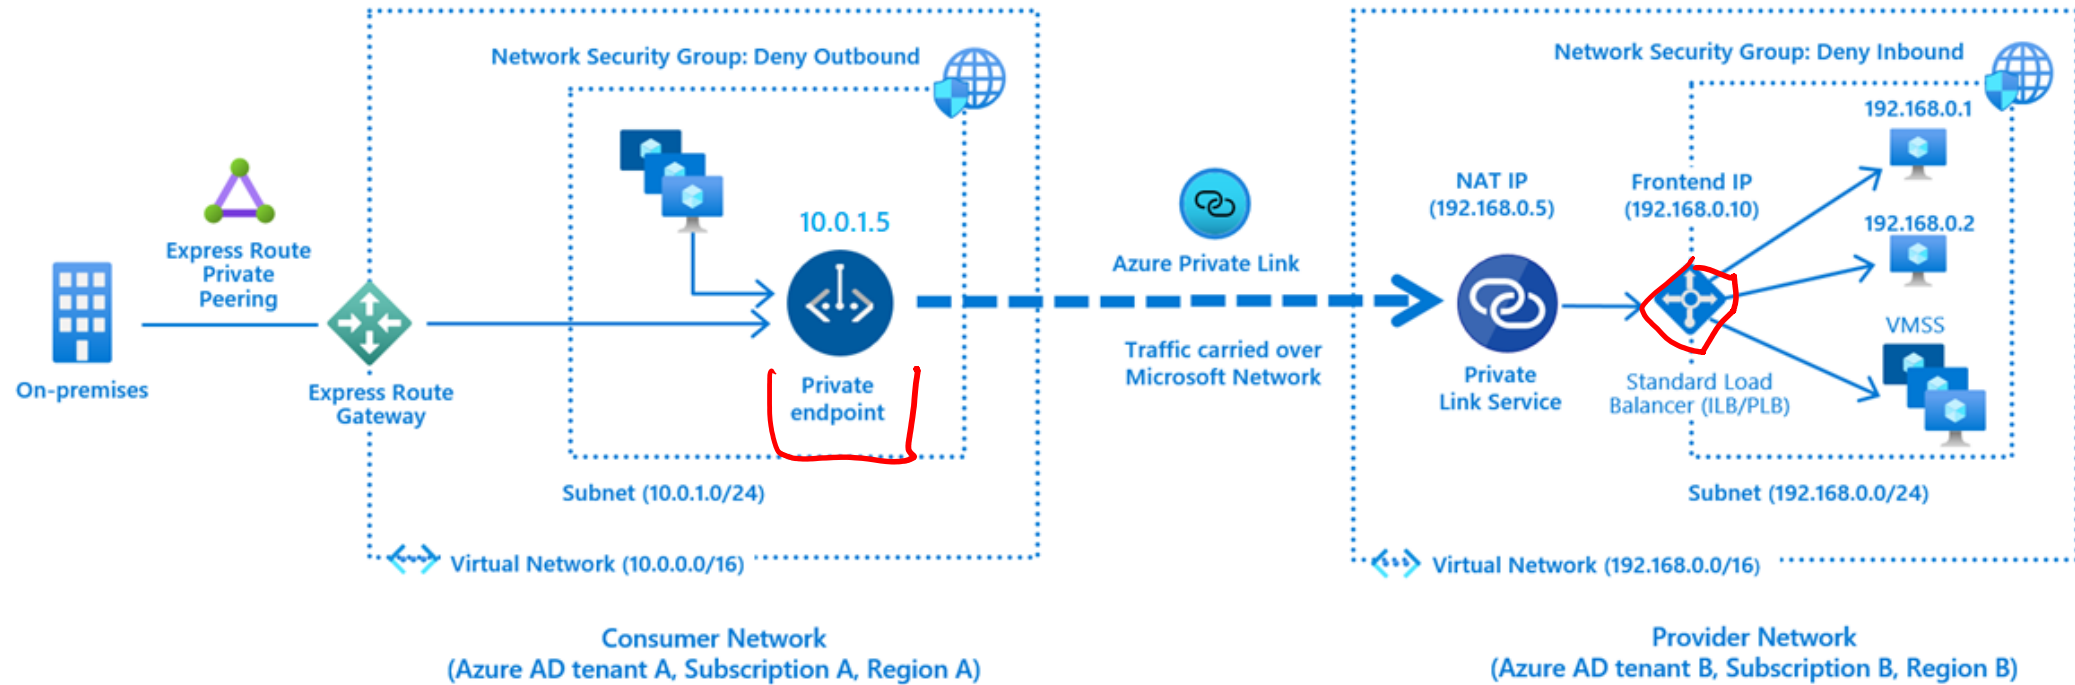 Network Security Group: Deny Outbound
10.0.1.5
Express Route
Private
Peering
On-premises
Express Route
Gateway
Private
endpoint
Subnet (10.0.1.0/24)
Virtual Network (10.0.0.0/16)
Consumer Network
(Azure AD tenant A, Subscription A, Region A)
Azure Private Link
Traffic carried over
Microsoft Network
Network Security Group: Deny Inbound
NAT IP
(192.168.0.5)
Frontend IP
(192.168.0.10)
192.168.0.1
192.168.0.2
VMSS
Private
Link Service
Standard Load
Balancer (ILB/PLB)
Subnet (192.168.0.0/24)
Virtual Network (192.168.0.0/16)
Provider Network
(Azure AD tenant B, Subscription B, Region B)